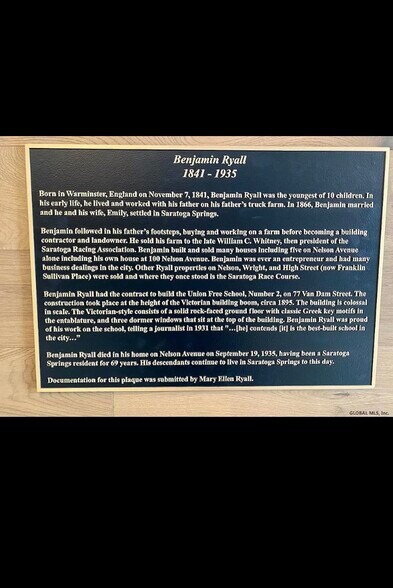 Benjamin Ryall
1841 - 1935
Born in Warminster, England on November 7, 1841, Benjamin Ryall was the youngest of 10 children. In
his early life, he lived and worked with his father on his father's truck farm. In 1866, Benjamin married
and he and his wife, Emily, settled in Saratoga Springs.
Benjamin followed in his father's footsteps, buying and working on a farm before becoming a building
contractor and landowner. He sold his farm to the late William C. Whitney, then president of the
Saratoga Racing Association. Benjamin built and sold many houses including five on Nelson Avenue
alone including his own house at 100 Nelson Avenue. Benjamin was ever an entrepreneur and had many
business dealings in the city. Other Ryall properties on Nelson, Wright, and High Street (now Franklin
Sullivan Place) were sold and where they once stood is the Saratoga Race Course.
Benjamin Ryall had the contract to build the Union Free School, Number 2, on 77 Van Dam Street. The
construction took place at the height of the Victorian building boom, circa 1895. The building is colossal
in scale. The Victorian-style consists of a solid rock-faced ground floor with classic Greek key motifs in
the entablature, and three dormer windows that sit at the top of the building. Benjamin Ryall was proud
of his work on the school, telling a journalist in 1931 that "...[he] contends [it] is the best-built school in
the city..."
Benjamin Ryall died in his home on Nelson Avenue on September 19, 1935, having been a Saratoga
Springs resident for 69 years. His descendants continue to live in Saratoga Springs to this day.
Documentation for this plaque was submitted by Mary Ellen Ryall.
GLOBAL MLS, Inc.